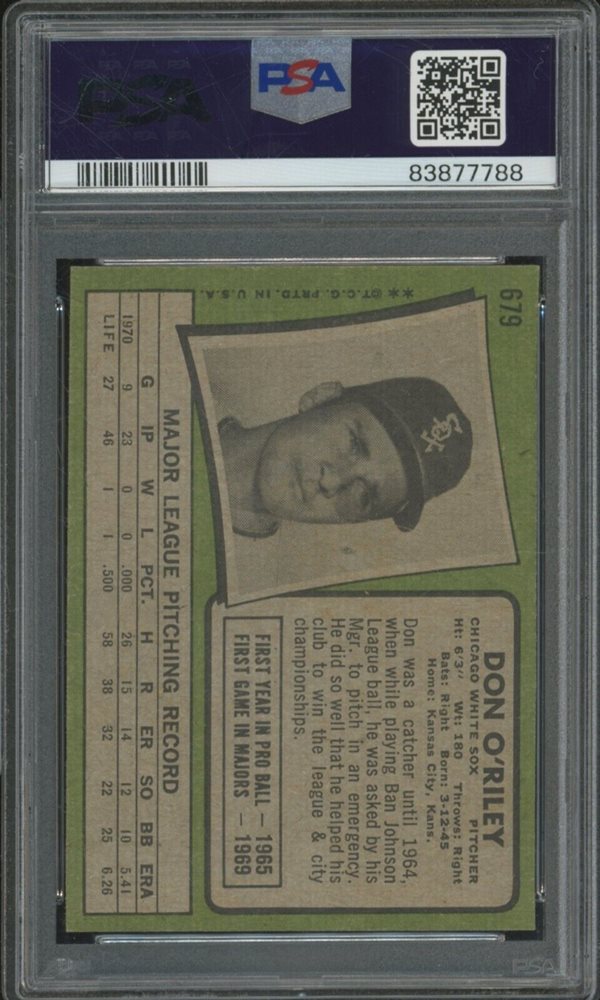 PSA
PSA
83877788
679
**©T.C.G. PRTD. IN U.S.A.
SOX
DON O'RILEY
CHICAGO WHITE SOX PITCHER
Ht: 6'3" Wt: 180 Throws: Right
Bats: Right Born: 3-12-45
Home: Kansas City, Kans.
Don was a catcher until 1964,
when while playing Ban Johnson
League ball, he was asked by his
Mgr. to pitch in an emergency.
He did so well that he helped his
club to win the league & city
championships.
FIRST YEAR IN PRO BALL — 1965
FIRST GAME IN MAJORS — 1969
MAJOR LEAGUE PITCHING RECORD
G IP W L PCT. H R ER SO BB ERA
1970 9 23 0 0 .000 26 15 14 12 10 5.41
LIFE 27 46 1 1 .500 58 38 32 22 25 6.26
PSA